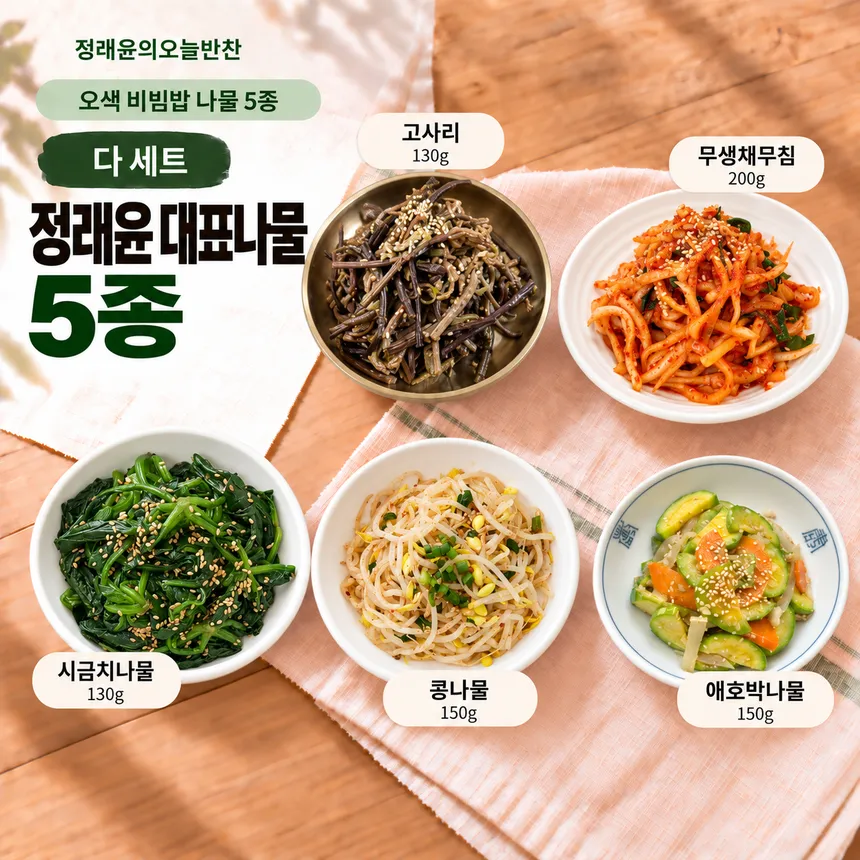 정래윤의오늘반찬
오색 비빔밥 나물 5종
다 세트
정래윤 대표나물
5종
고사리
130g
무생채무침
200g
시금치나물
130g
콩나물
150g
애호박나물
150g